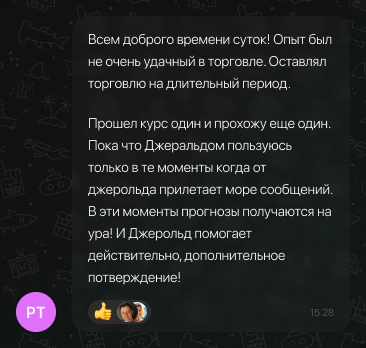 Всем доброго времени суток! Опыт был
не очень удачный в торговле. Оставлял
торговлю на длительный период.
Прошел курс один и прохожу еще один.
Пока что Джеральдом пользуюсь
только в те моменты когда от
джерольда прилетает море сообщений.
В эти моменты прогнозы получаются на
ура! И Джерольд помогает
действительно, дополнительное
потверждение!
PT
15:28